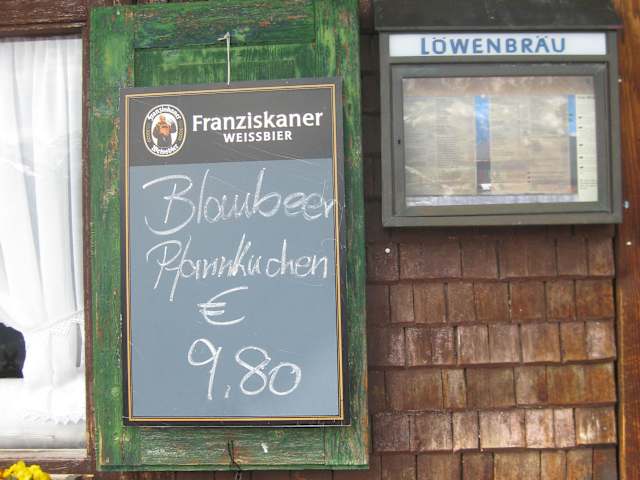 LÖWENBRÄU
Franziskaner
WEISSBIER
Blaubeer
Pfannkuchen
€
9.80